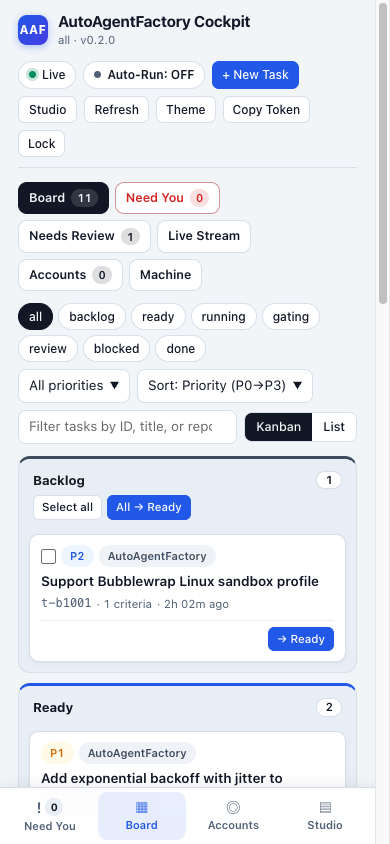 AAF AutoAgentFactory Cockpit
all · v0.2.0
Live Auto-Run: OFF + New Task
Studio Refresh Theme Copy Token
Lock
Board 11 Need You 0
Needs Review 1 Live Stream
Accounts 0 Machine
all backlog ready running gating
review blocked done
All priorities ▼ Sort: Priority (P0→P3) ▼
Filter tasks by ID, title, or repo Kanban List
Backlog 1
Select all All → Ready
P2 AutoAgentFactory
Support Bubblewrap Linux sandbox profile
t-b1001 · 1 criteria · 2h 02m ago
→ Ready
Ready 2
P1 AutoAgentFactory
Add exponential backoff with jitter to
! 0
Need You Board Accounts Studio